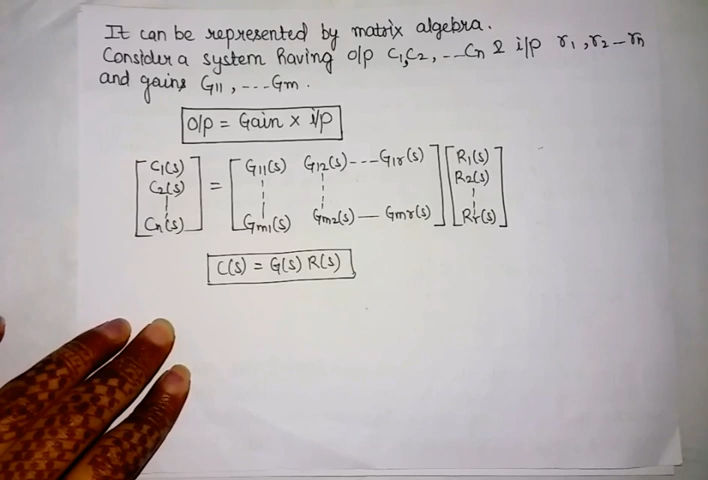 It can be represented by matrix algebra.
Consider a system having o/p C1,C2, ---Cn & i/p r1,r2--rn
and gains G11, ---Gm.
O/P = Gain × i/p
C1(s) G11(s) G12(s)---G1r(s) R1(s)
C2(s) = R2(s)
Cn(s) Gm1(s) Gm2(s)—Gmr(s) Rr(s)
C(s) = G(s) R(s)